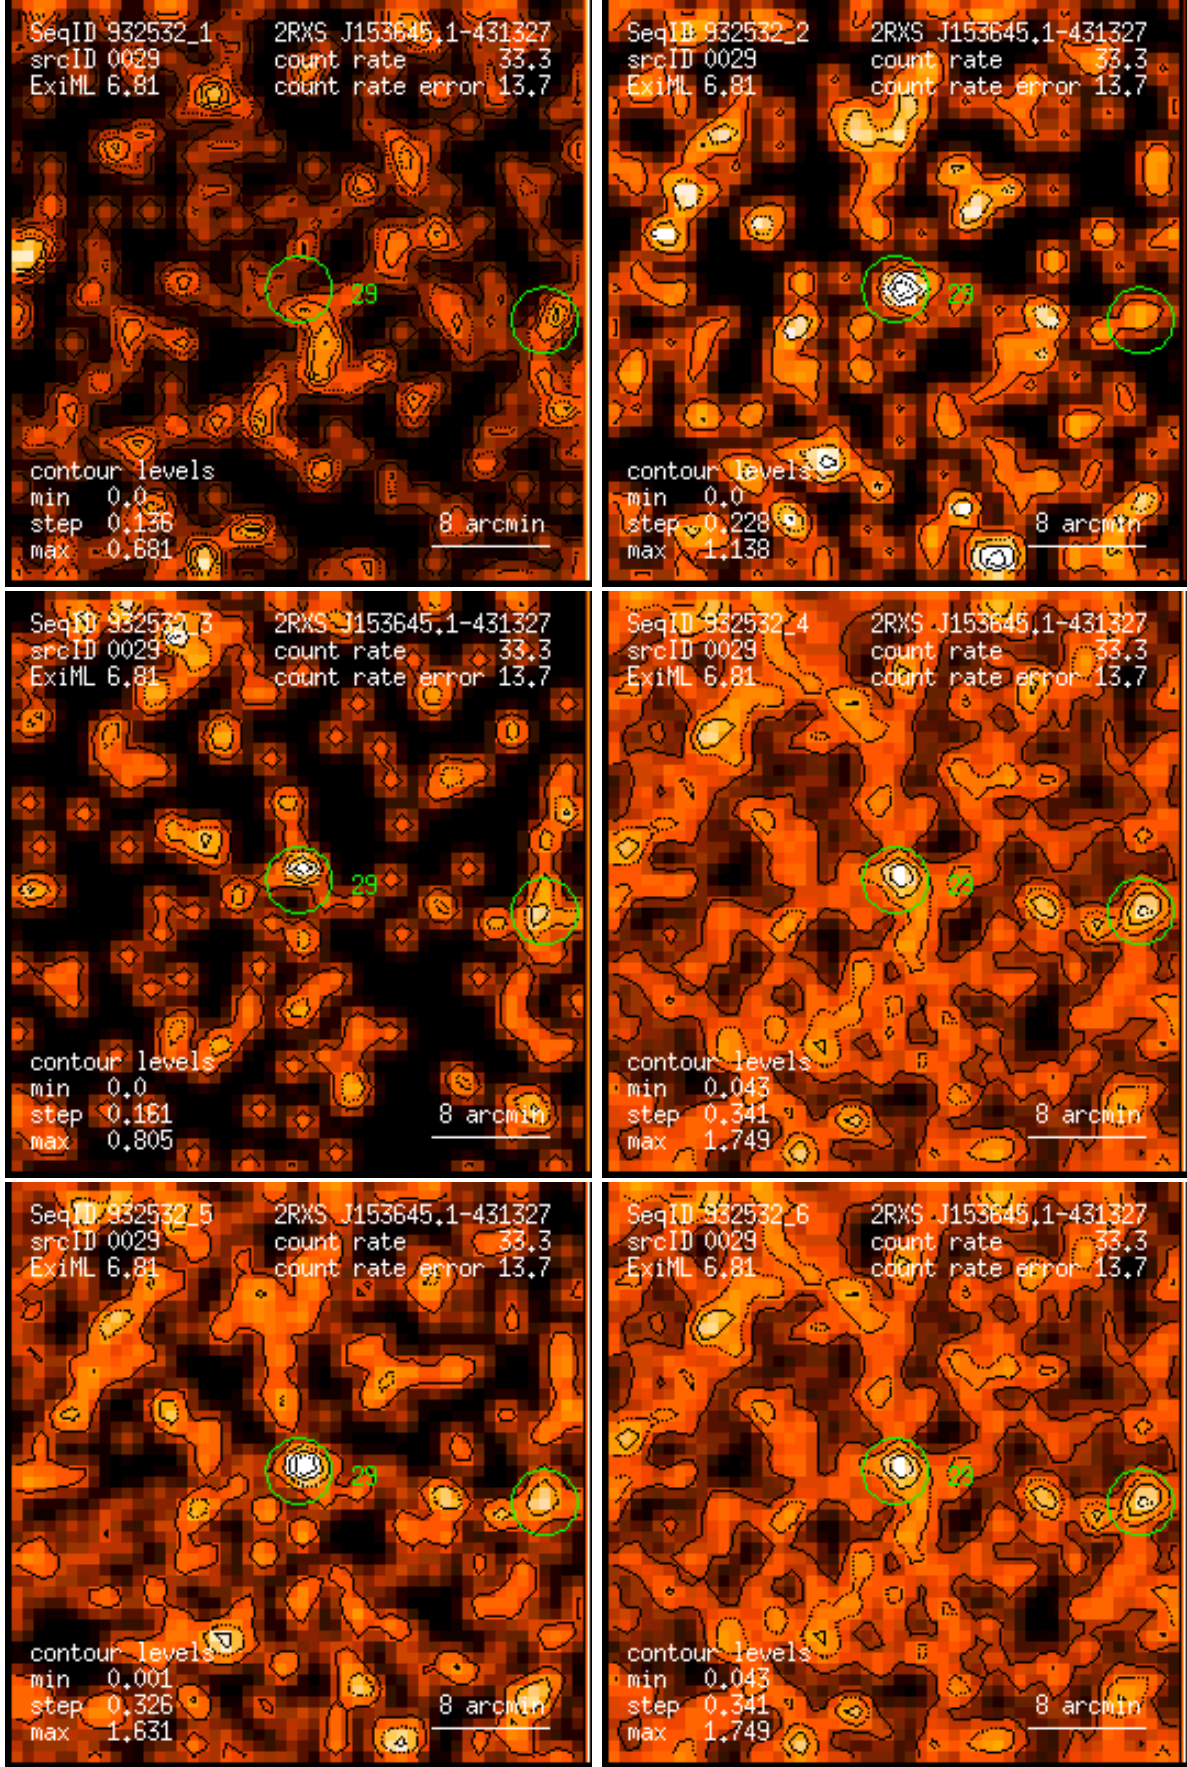 SeqID 932532_1 2RXS J153645.1-431327
srcID 0029 count rate 33.3
ExiML 6.81 count rate error 13.7
29
contour levels
min 0.0
step 0.136
max 0.681
8 arcmin
SeqID 932532_2 2RXS J153645.1-431327
srcID 0029 count rate 33.3
ExiML 6.81 count rate error 13.7
29
contour levels
min 0.0
step 0.228
max 1.138
8 arcmin
SeqID 932532_3 2RXS J153645.1-431327
srcID 0029 count rate 33.3
ExiML 6.81 count rate error 13.7
29
contour levels
min 0.0
step 0.161
max 0.805
8 arcmin
SeqID 932532_4 2RXS J153645.1-431327
srcID 0029 count rate 33.3
ExiML 6.81 count rate error 13.7
29
contour levels
min 0.043
step 0.341
max 1.749
8 arcmin
SeqID 932532_5 2RXS J153645.1-431327
srcID 0029 count rate 33.3
ExiML 6.81 count rate error 13.7
29
contour levels
min 0.001
step 0.326
max 1.631
8 arcmin
SeqID 932532_6 2RXS J153645.1-431327
srcID 0029 count rate 33.3
ExiML 6.81 count rate error 13.7
29
contour levels
min 0.043
step 0.341
max 1.749
8 arcmin